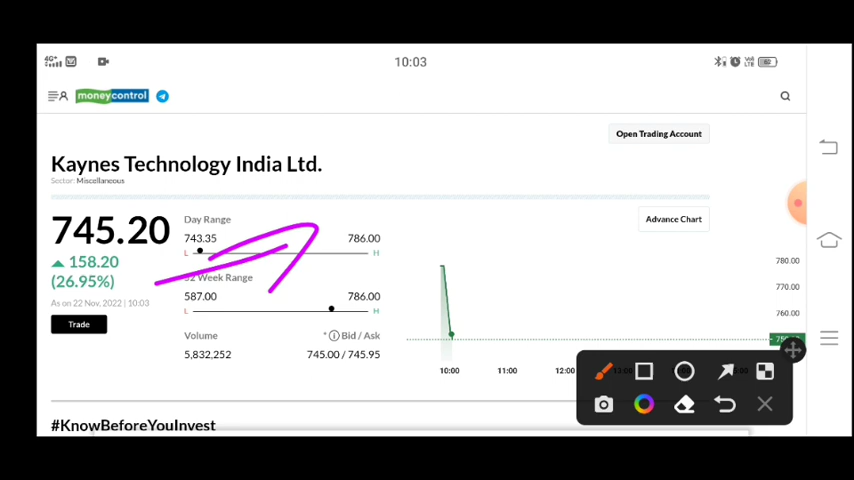 4G+
10:03
VoI
LTE
moneycontrol
Open Trading Account
Kaynes Technology India Ltd.
Sector: Miscellaneous
745.20
158.20
(26.95%)
As on 22 Nov, 2022 | 10:03
Trade
Day Range
743.35 786.00
L H
52 Week Range
587.00 786.00
L H
Volume * Bid / Ask
5,832,252 745.00 / 745.95
Advance Chart
780.00
770.00
760.00
10:00 11:00 12:00
#KnowBeforeYouInvest